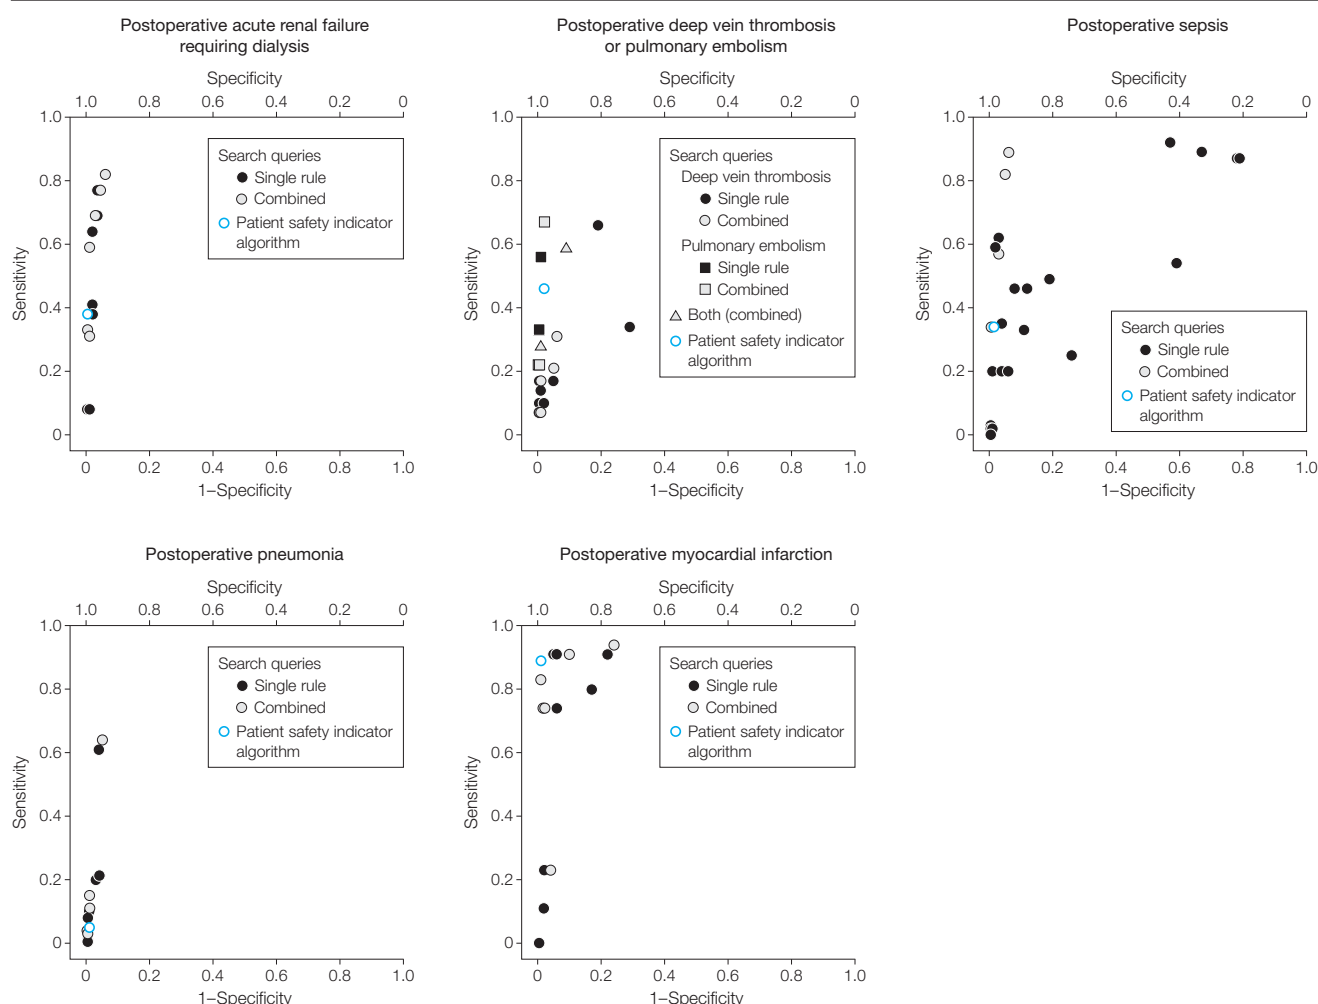 Postoperative acute renal failure
requiring dialysis
Specificity
1.0 0.8 0.6 0.4 0.2 0
1.0
0.8
0.6
0.4
0.2
0
Sensitivity
Search queries
Single rule
Combined
Patient safety indicator
algorithm
0 0.2 0.4 0.6 0.8 1.0
1–Specificity
Postoperative deep vein thrombosis
or pulmonary embolism
Specificity
1.0 0.8 0.6 0.4 0.2 0
1.0
0.8
0.6
0.4
0.2
0
Sensitivity
Search queries
Deep vein thrombosis
Single rule
Combined
Pulmonary embolism
Single rule
Combined
Both (combined)
Patient safety indicator
algorithm
0 0.2 0.4 0.6 0.8 1.0
1–Specificity
Postoperative sepsis
Specificity
1.0 0.8 0.6 0.4 0.2 0
1.0
0.8
0.6
0.4
0.2
0
Sensitivity
Search queries
Single rule
Combined
Patient safety indicator
algorithm
0 0.2 0.4 0.6 0.8 1.0
1–Specificity
Postoperative pneumonia
Specificity
1.0 0.8 0.6 0.4 0.2 0
1.0
0.8
0.6
0.4
0.2
0
Sensitivity
Search queries
Single rule
Combined
Patient safety indicator
algorithm
0 0.2 0.4 0.6 0.8 1.0
1–Specificity
Postoperative myocardial infarction
Specificity
1.0 0.8 0.6 0.4 0.2 0
1.0
0.8
0.6
0.4
0.2
0
Sensitivity
Search queries
Single rule
Combined
Patient safety indicator
algorithm
0 0.2 0.4 0.6 0.8 1.0
1–Specificity